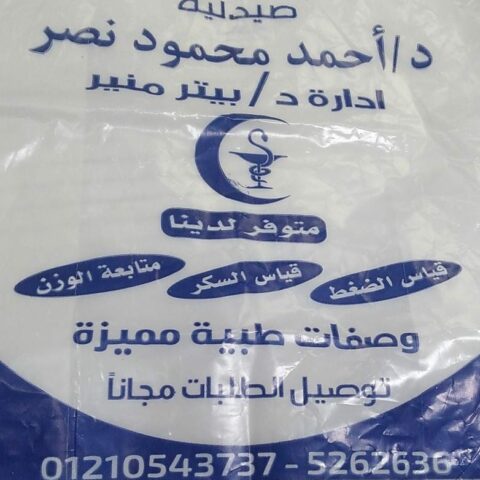 صيدلية
د/أحمد محمود نصر
ادارة د/ بيتر منير
متوفر لدينا
قياس الضغط قياس السكر متابعة الوزن
وصفات طبية مميزة
توصيل الطلبات مجاناً
01210543737 - 5262636